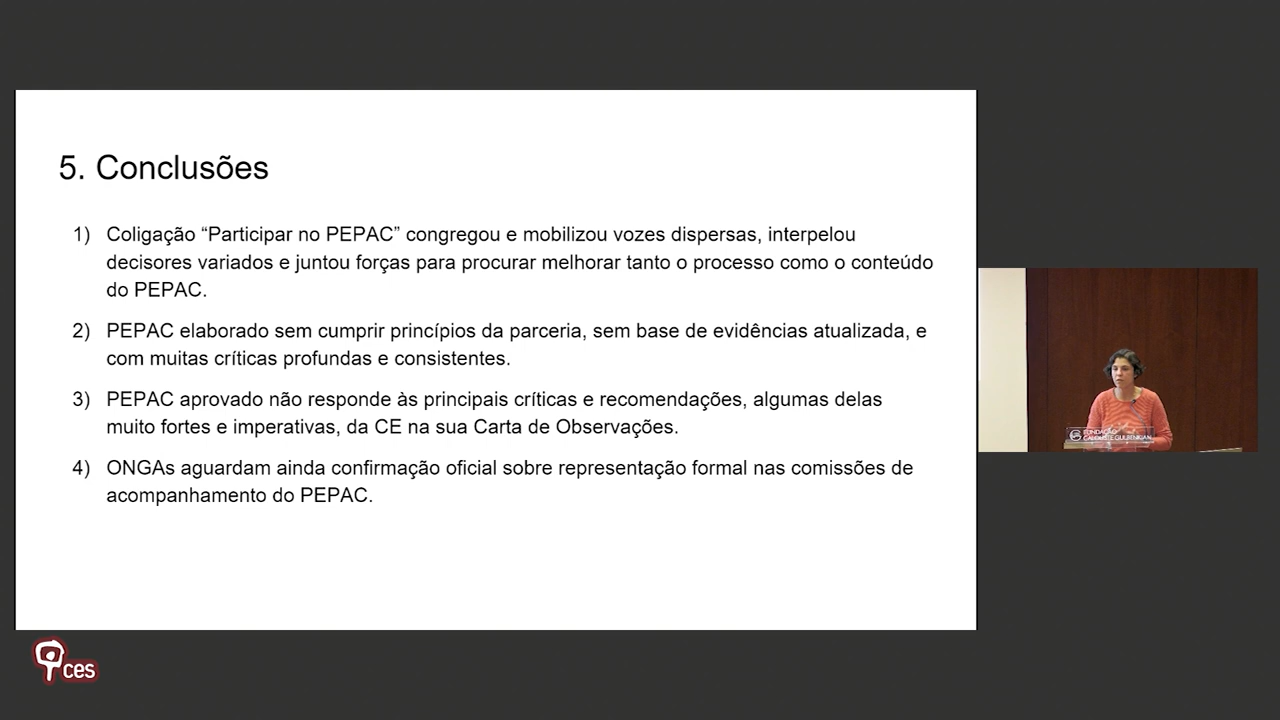 5. Conclusões
1) Coligação “Participar no PEPAC” congregou e mobilizou vozes dispersas, interpelou
decisores variados e juntou forças para procurar melhorar tanto o processo como o conteúdo
do PEPAC.
2) PEPAC elaborado sem cumprir princípios da parceria, sem base de evidências atualizada, e
com muitas críticas profundas e consistentes.
3) PEPAC aprovado não responde às principais críticas e recomendações, algumas delas
muito fortes e imperativas, da CE na sua Carta de Observações.
4) ONGAs aguardam ainda confirmação oficial sobre representação formal nas comissões de
acompanhamento do PEPAC.
FUNDAÇÃO
CALOUSTE GULBENKIAN
ces